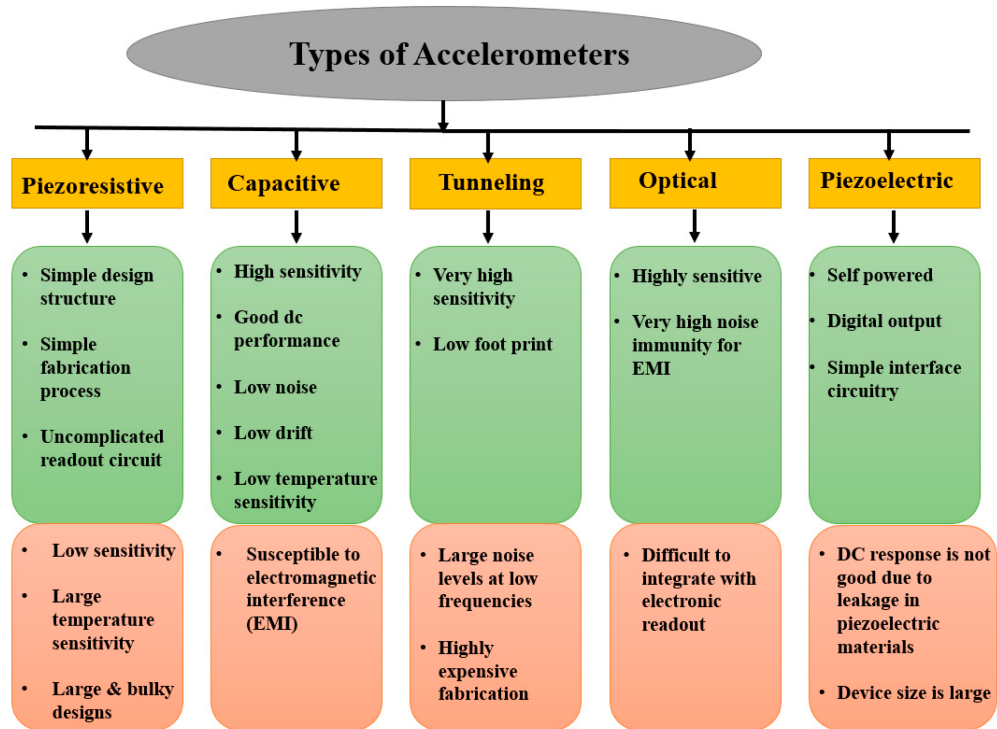 Types of Accelerometers
Piezoresistive
Capacitive
Tunneling
Optical
Piezoelectric
• Simple design
structure
• Simple
fabrication
process
• Uncomplicated
readout circuit
• High sensitivity
• Good dc
performance
• Low noise
• Low drift
• Low temperature
sensitivity
• Very high
sensitivity
• Low foot print
• Highly sensitive
• Very high noise
immunity for
EMI
• Self powered
• Digital output
• Simple interface
circuitry
• Low sensitivity
• Large
temperature
sensitivity
• Large & bulky
designs
• Susceptible to
electromagnetic
interference
(EMI)
• Large noise
levels at low
frequencies
• Highly
expensive
fabrication
• Difficult to
integrate with
electronic
readout
• DC response is not
good due to
leakage in
piezoelectric
materials
• Device size is large